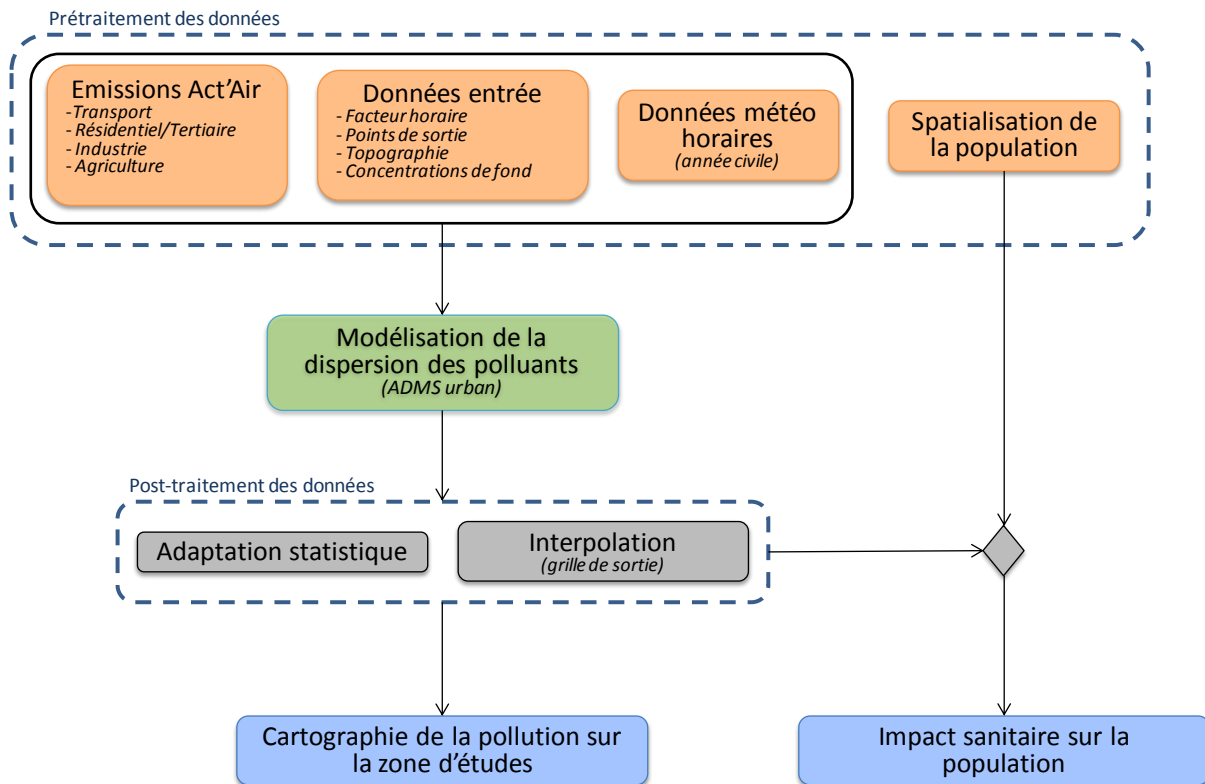 Prétraitement des données
Emissions Act'Air
-Transport
- Résidentiel/Tertiaire
- Industrie
- Agriculture
Données entrée
- Facteur horaire
- Points de sortie
- Topographie
- Concentrations de fond
Données météo
horaires
(année civile)
Spatialisation de
la population
Modélisation de la
dispersion des polluants
(ADMS urban)
Post-traitement des données
Adaptation statistique
Interpolation
(grille de sortie)
Cartographie de la pollution sur
la zone d'études
Impact sanitaire sur la
population